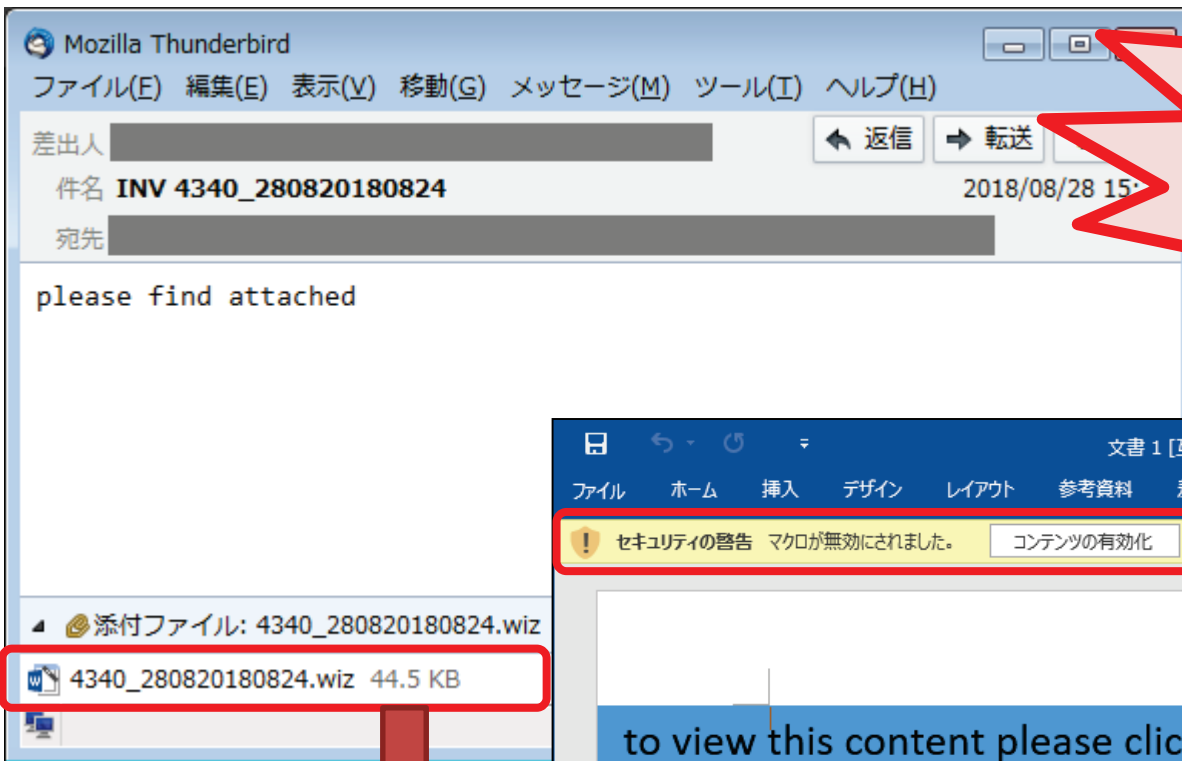 Mozilla Thunderbird
ファイル(F) 編集(E) 表示(V) 移動(G) メッセージ(M) ツール(T) ヘルプ(H)
差出人
返信 転送
件名 INV 4340_280820180824
2018/08/28 15:
宛先
please find attached
添付ファイル: 4340_280820180824.wiz
4340_280820180824.wiz 44.5 KB
文書 1
ファイル ホーム 挿入 デザイン レイアウト 参考資料
セキュリティの警告 マクロが無効にされました。 コンテンツの有効化
to view this content please clic